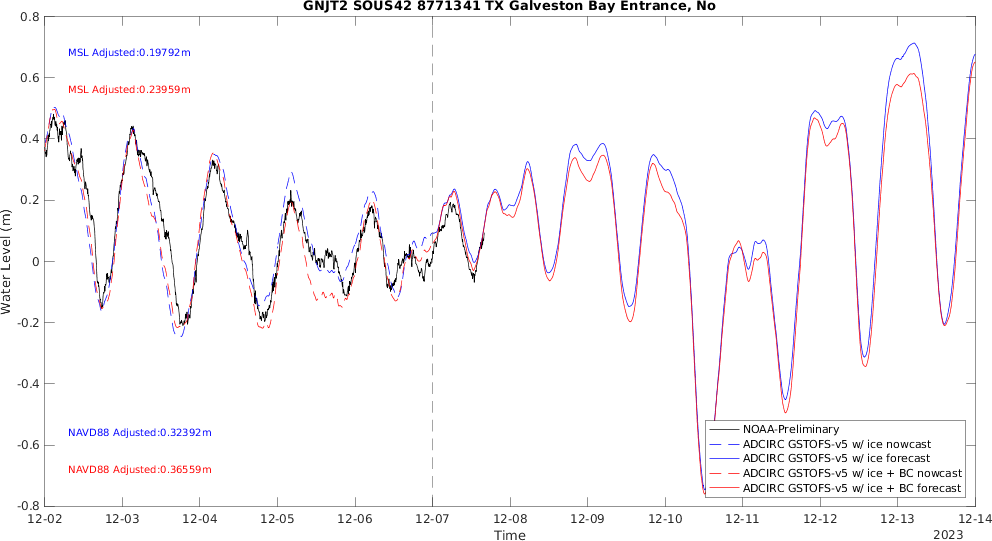 GNJT2 SOUS42 8771341 TX Galveston Bay Entrance, No
0.8
0.6
0.4
0.2
0
-0.2
-0.4
-0.6
-0.8
Water Level (m)
MSL Adjusted:0.19792m
MSL Adjusted:0.23959m
NAVD88 Adjusted:0.32392m
NAVD88 Adjusted:0.36559m
NOAA-Preliminary
ADCIRC GSTOFS-v5 w/ ice nowcast
ADCIRC GSTOFS-v5 w/ ice forecast
ADCIRC GSTOFS-v5 w/ ice + BC nowcast
ADCIRC GSTOFS-v5 w/ ice + BC forecast
12-02 12-03 12-04 12-05 12-06 12-07 12-08 12-09 12-10 12-11 12-12 12-13 12-14
Time
2023